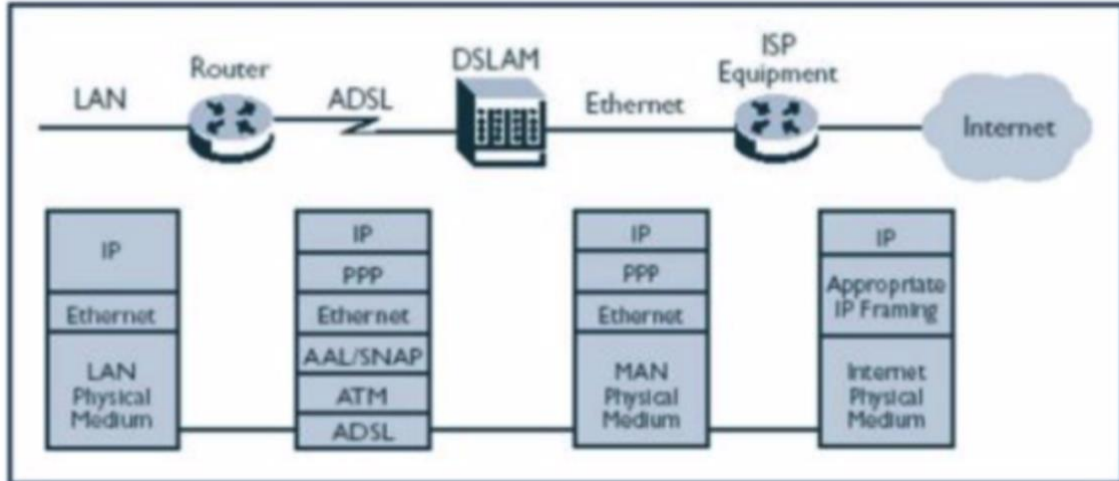 LAN
Router
ADSL
DSLAM
Ethernet
ISP
Equipment
Internet
IP
Ethernet
LAN
Physical
Medium
IP
PPP
Ethernet
AAL/SNAP
ATM
ADSL
IP
PPP
Ethernet
MAN
Physical
Medium
IP
Appropriate
IP Framing
Internet
Physical
Medium